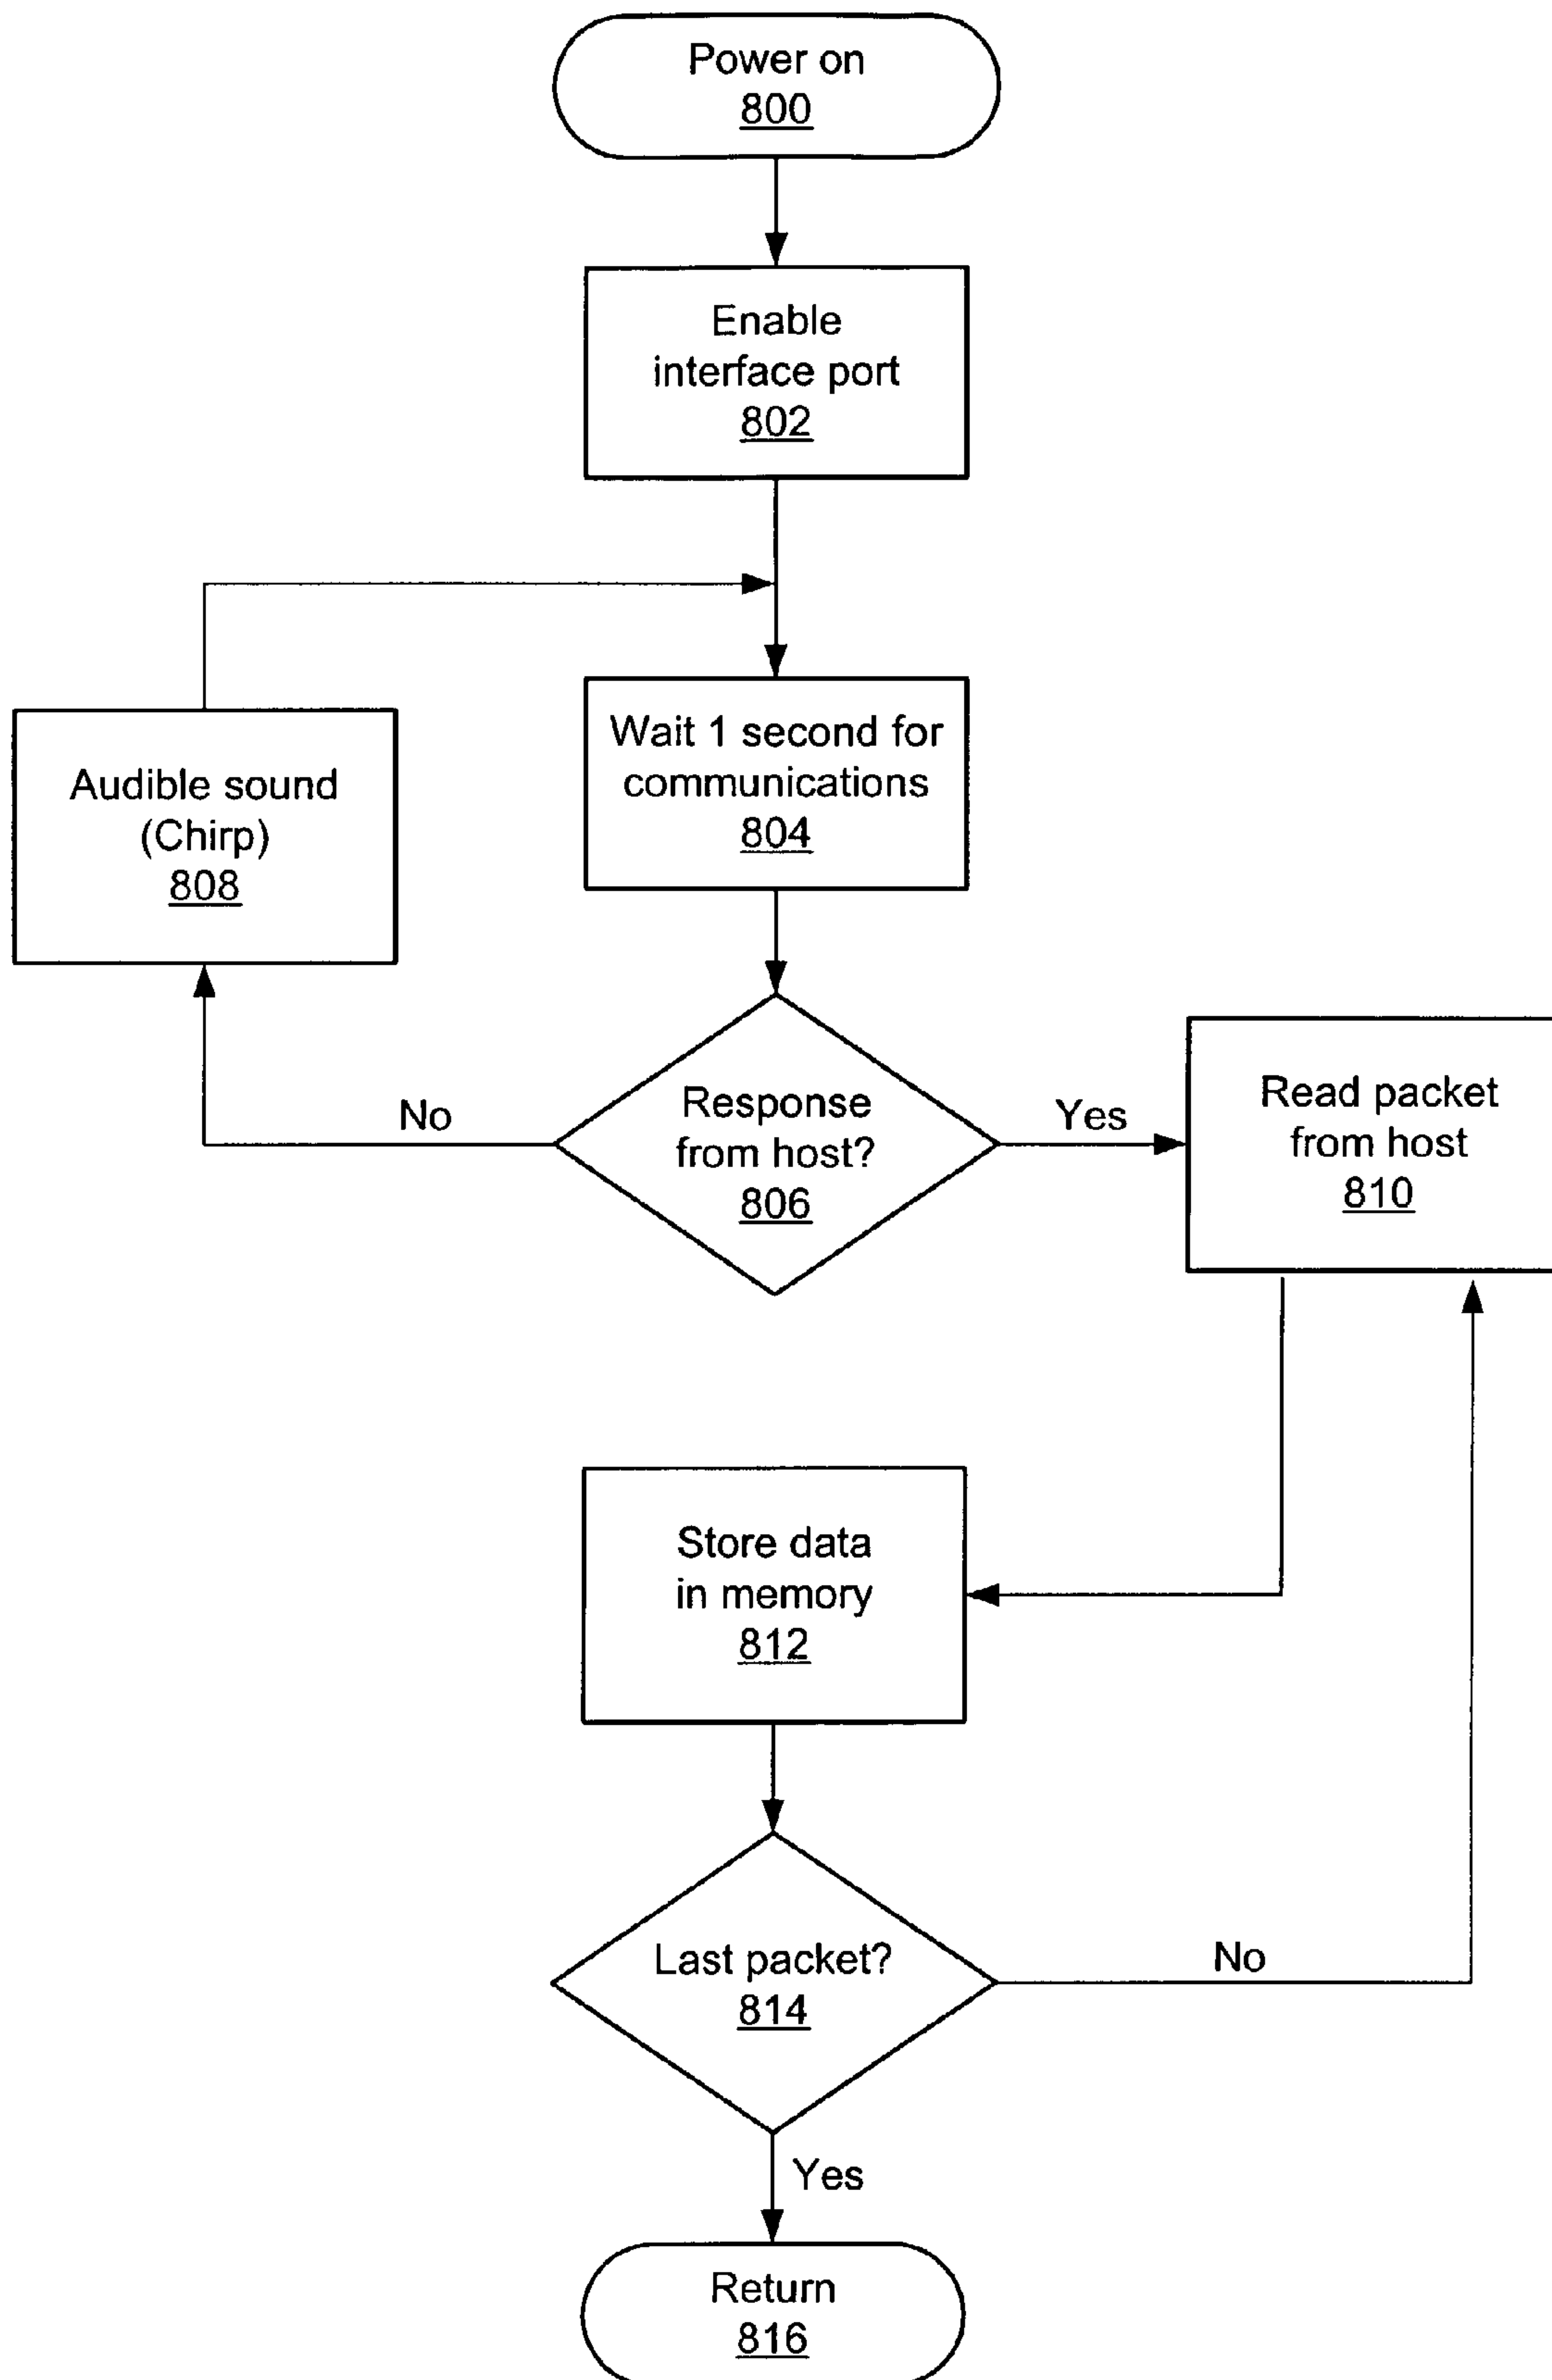 Power on
800
Enable
interface port
802
Wait 1 second for
communications
804
Audible sound
(Chirp)
808
Response
from host?
806
No
Yes
Read packet
from host
810
Store data
in memory
812
Last packet?
814
No
Yes
Return
816